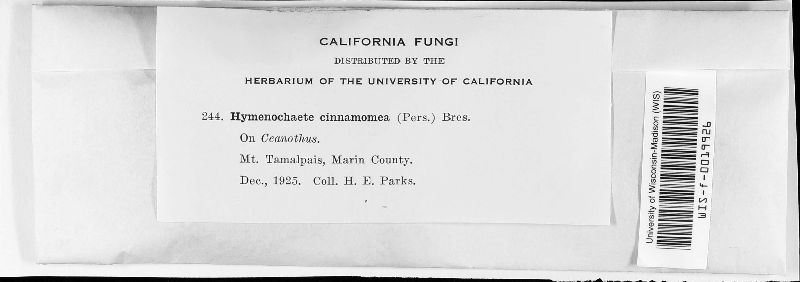 CALIFORNIA FUNGI
DISTRIBUTED BY THE
HERBARIUM OF THE UNIVERSITY OF CALIFORNIA
244. Hymenochaete cinnamomea (Pers.) Bres.
On Ceanothus.
Mt. Tamalpais, Marin County.
Dec., 1925. Coll. H. E. Parks.
University of Wisconsin-Madison (WIS)
WIS-f-0019926